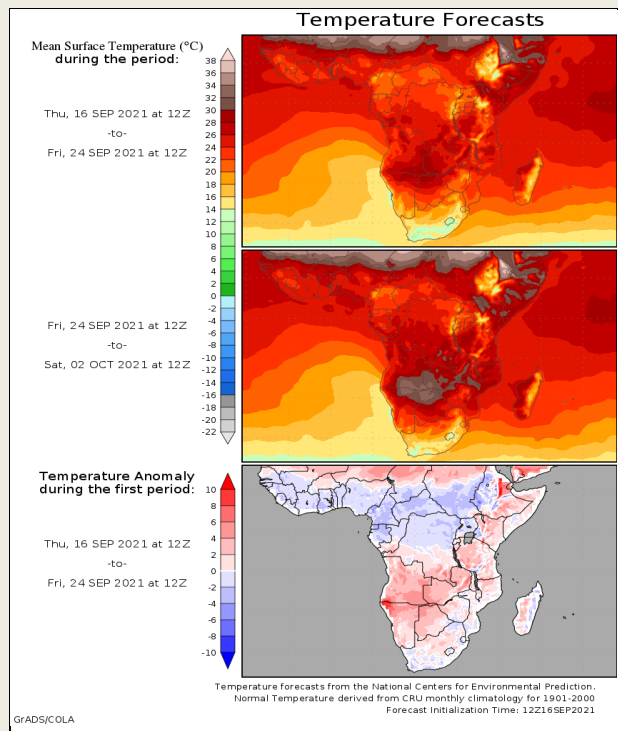 Temperature Forecasts
Mean Surface Temperature (°C)
during the period:
Thu, 16 SEP 2021 at 12Z
-to-
Fri, 24 SEP 2021 at 12Z
38
36
34
32
30
28
26
24
22
20
18
16
14
12
10
8
6
4
2
0
-2
-4
-6
-8
-10
-12
-14
-16
-18
-20
-22
Fri, 24 SEP 2021 at 12Z
-to-
Sat, 02 OCT 2021 at 12Z
Temperature Anomaly
during the first period:
Thu, 16 SEP 2021 at 12Z
-to-
Fri, 24 SEP 2021 at 12Z
10
8
6
4
2
0
-2
-4
-6
-8
-10
Temperature forecasts from the National Centers for Environmental Prediction.
Normal Temperature derived from CRU monthly climatology for 1901-2000
Forecast Initialization Time: 12Z16SEP2021
GrADS/COLA